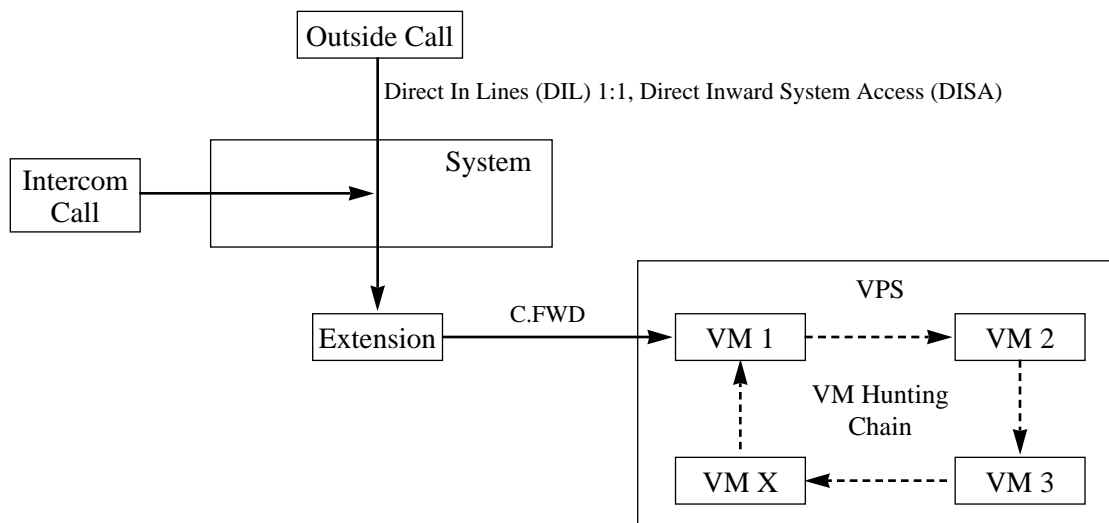 Outside Call
Direct In Lines (DIL) 1:1, Direct Inward System Access (DISA)
System
Intercom
Call
VPS
C.FWD
Extension
VM 1
VM 2
VM Hunting
Chain
VM X
VM 3